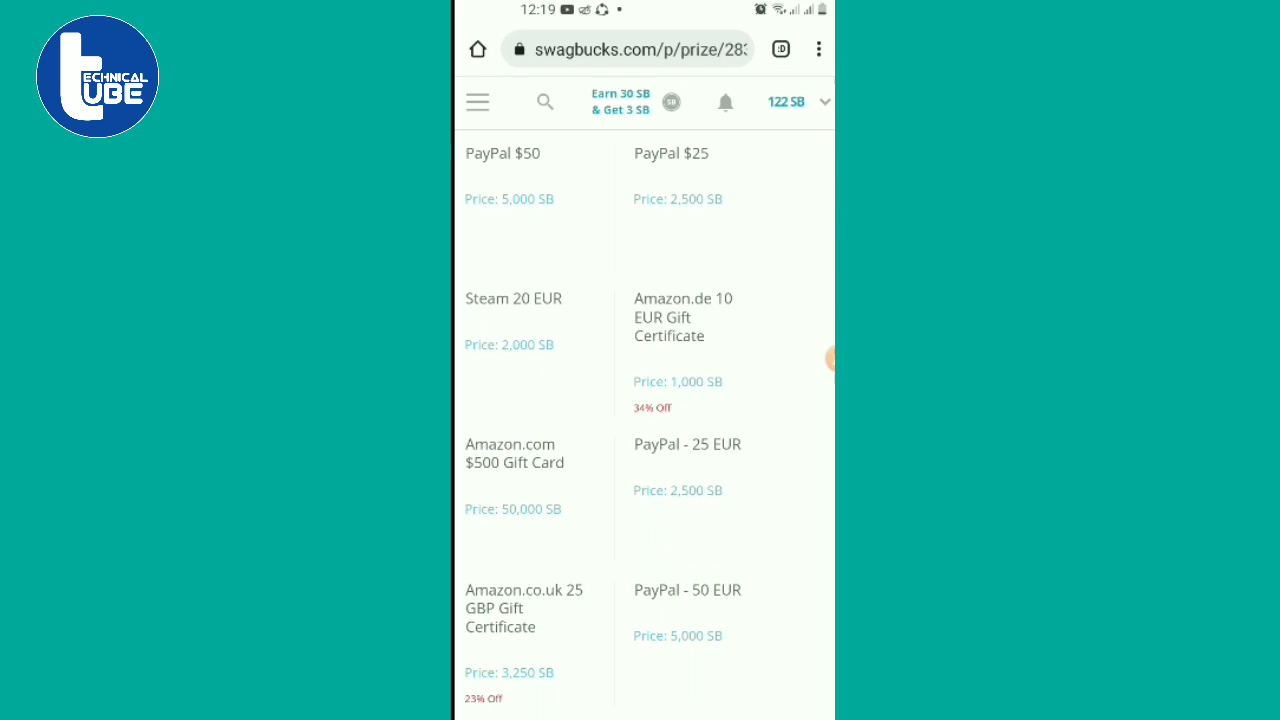 TECHNICAL
TUBE
12:19
swagbucks.com/p/prize/28
:D
Earn 30 SB
& Get 3 SB
SB
122 SB
PayPal $50
PayPal $25
Price: 5,000 SB
Price: 2,500 SB
Steam 20 EUR
Amazon.de 10
EUR Gift
Certificate
Price: 2,000 SB
Price: 1,000 SB
34% Off
Amazon.com
$500 Gift Card
PayPal - 25 EUR
Price: 2,500 SB
Price: 50,000 SB
Amazon.co.uk 25
GBP Gift
Certificate
PayPal - 50 EUR
Price: 5,000 SB
Price: 3,250 SB
23% Off